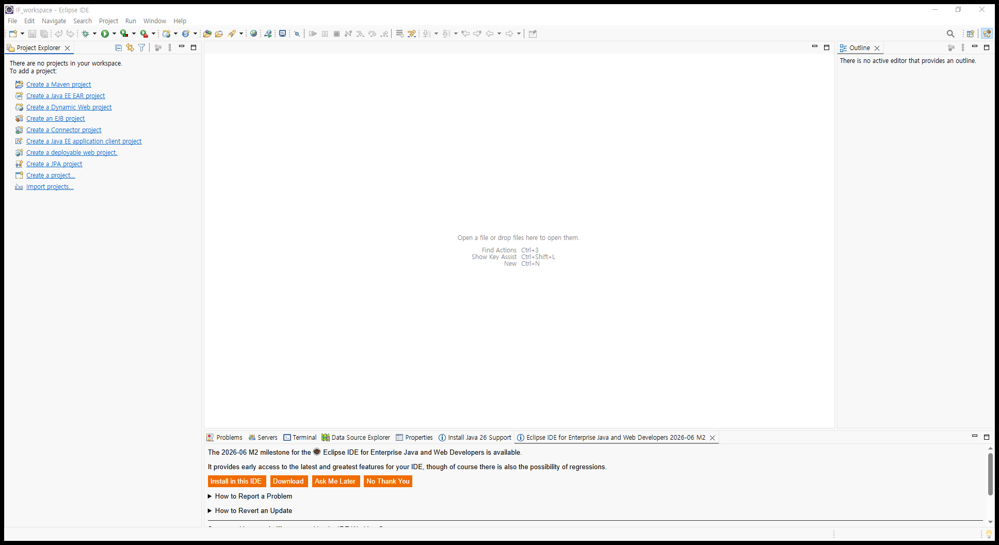 IF_workspace - Eclipse IDE
File Edit Navigate Search Project Run Window Help
Project Explorer
There are no projects in your workspace.
To add a project:
Create a Maven project
Create a Java EE EAR project
Create a Dynamic Web project
Create an EJB project
Create a Connector project
Create a Java EE application client project
Create a deployable web project.
Create a JPA project
Create a project...
Import projects...
Open a file or drop files here to open them.
Find Actions Ctrl+3
Show Key Assist Ctrl+Shift+L
New Ctrl+N
Outline
There is no active editor that provides an outline.
Problems Servers Terminal Data Source Explorer Properties Install Java 26 Support Eclipse IDE for Enterprise Java and Web Developers 2026-06 M2
The 2026-06 M2 milestone for the Eclipse IDE for Enterprise Java and Web Developers is available.
It provides early access to the latest and greatest features for your IDE, though of course there is also the possibility of regressions.
Install in this IDE Download Ask Me Later No Thank You
How to Report a Problem
How to Revert an Update